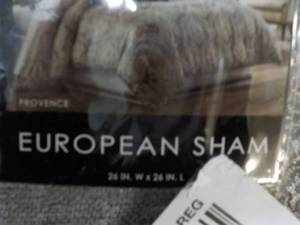 PROVENCE
EUROPEAN SHAM
26 IN. W x 26 IN. L
REG